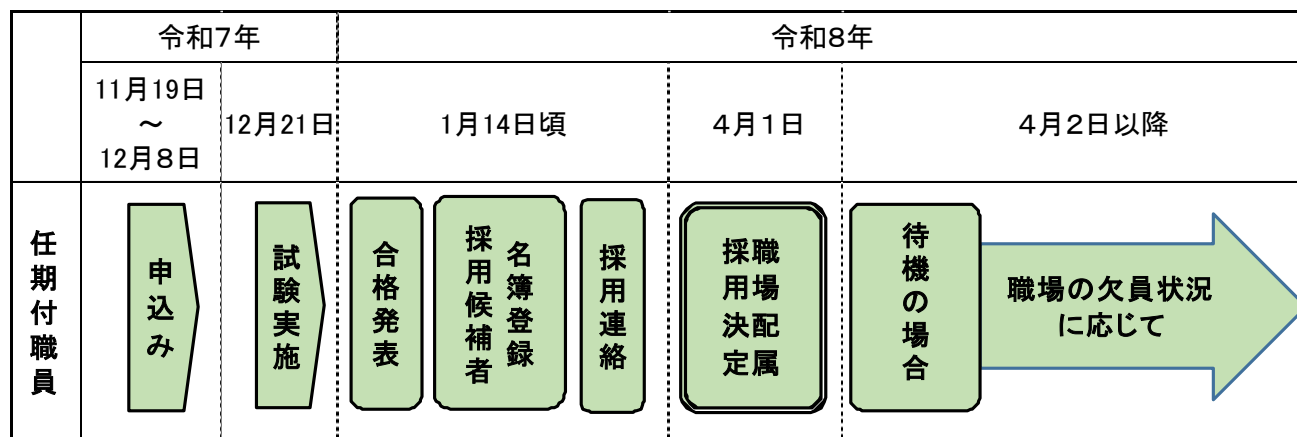 令和７年
令和８年
11月19日
～
12月８日
12月21日
1月14日頃
４月１日
４月２日以降
任期付職員
申込み
試験実施
合格発表
名簿登録
採用候補者
採用連絡
職場配属
採用決定
待機の場合
職場の欠員状況
に応じて